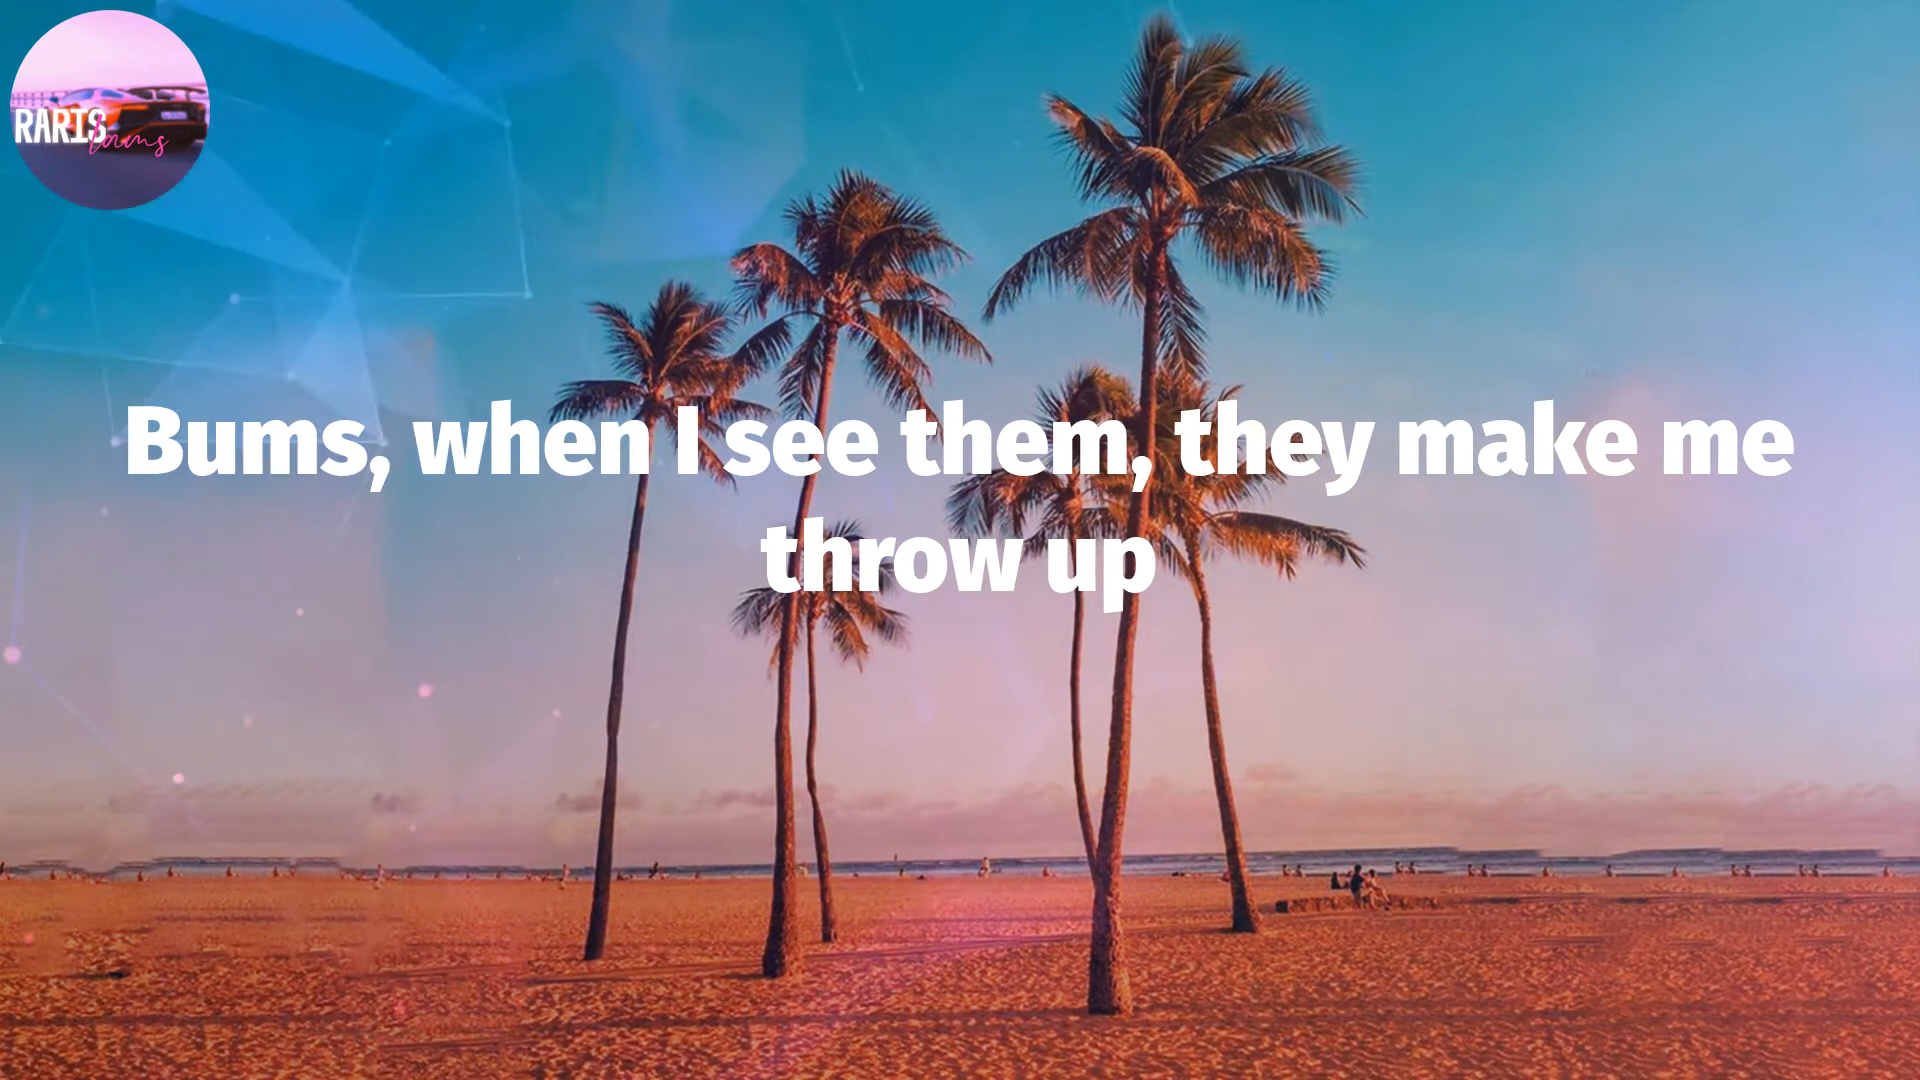 RARIS
Bums, when I see them, they make me
throw up